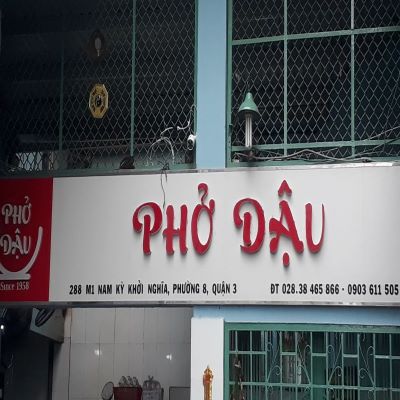 PHỞ
DẬU
Since 1958
PHỞ DẬU
288 M1 NAM KỲ KHỞI NGHĨA, PHƯỜNG 8, QUẬN 3 ĐT 028.38 465 866 - 0903 611 505